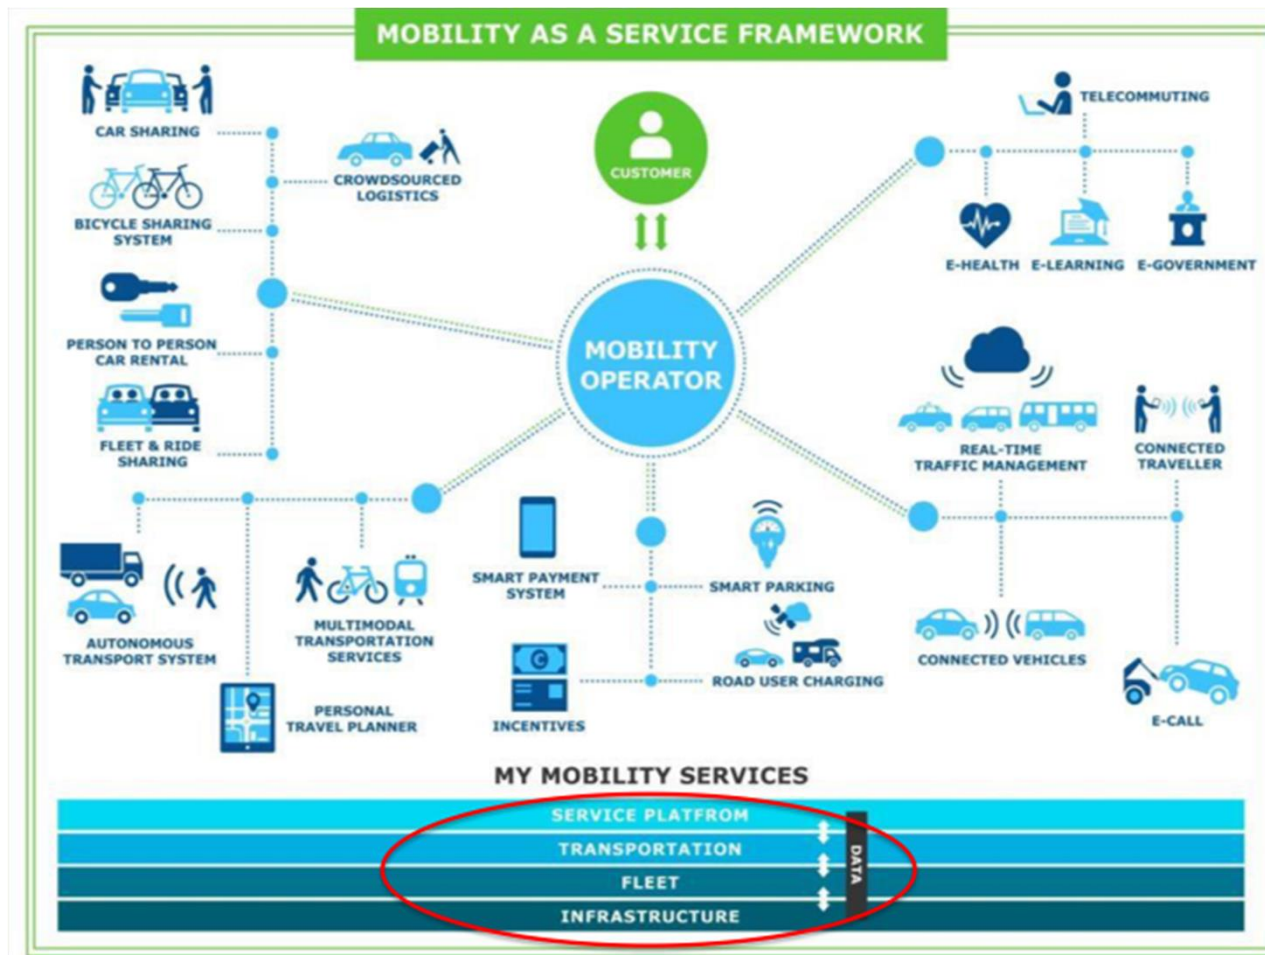 MOBILITY AS A SERVICE FRAMEWORK
CUSTOMER
MOBILITY
OPERATOR
CAR SHARING
CROWDSOURCED
LOGISTICS
BICYCLE SHARING
SYSTEM
PERSON TO PERSON
CAR RENTAL
FLEET & RIDE
SHARING
TELECOMMUTING
E-HEALTH
E-LEARNING
E-GOVERNMENT
REAL-TIME
TRAFFIC MANAGEMENT
CONNECTED
TRAVELLER
CONNECTED VEHICLES
E-CALL
AUTONOMOUS
TRANSPORT SYSTEM
MULTIMODAL
TRANSPORTATION
SERVICES
PERSONAL
TRAVEL PLANNER
SMART PAYMENT
SYSTEM
SMART PARKING
INCENTIVES
ROAD USER CHARGING
MY MOBILITY SERVICES
SERVICE PLATFROM
TRANSPORTATION
FLEET
INFRASTRUCTURE
DATA